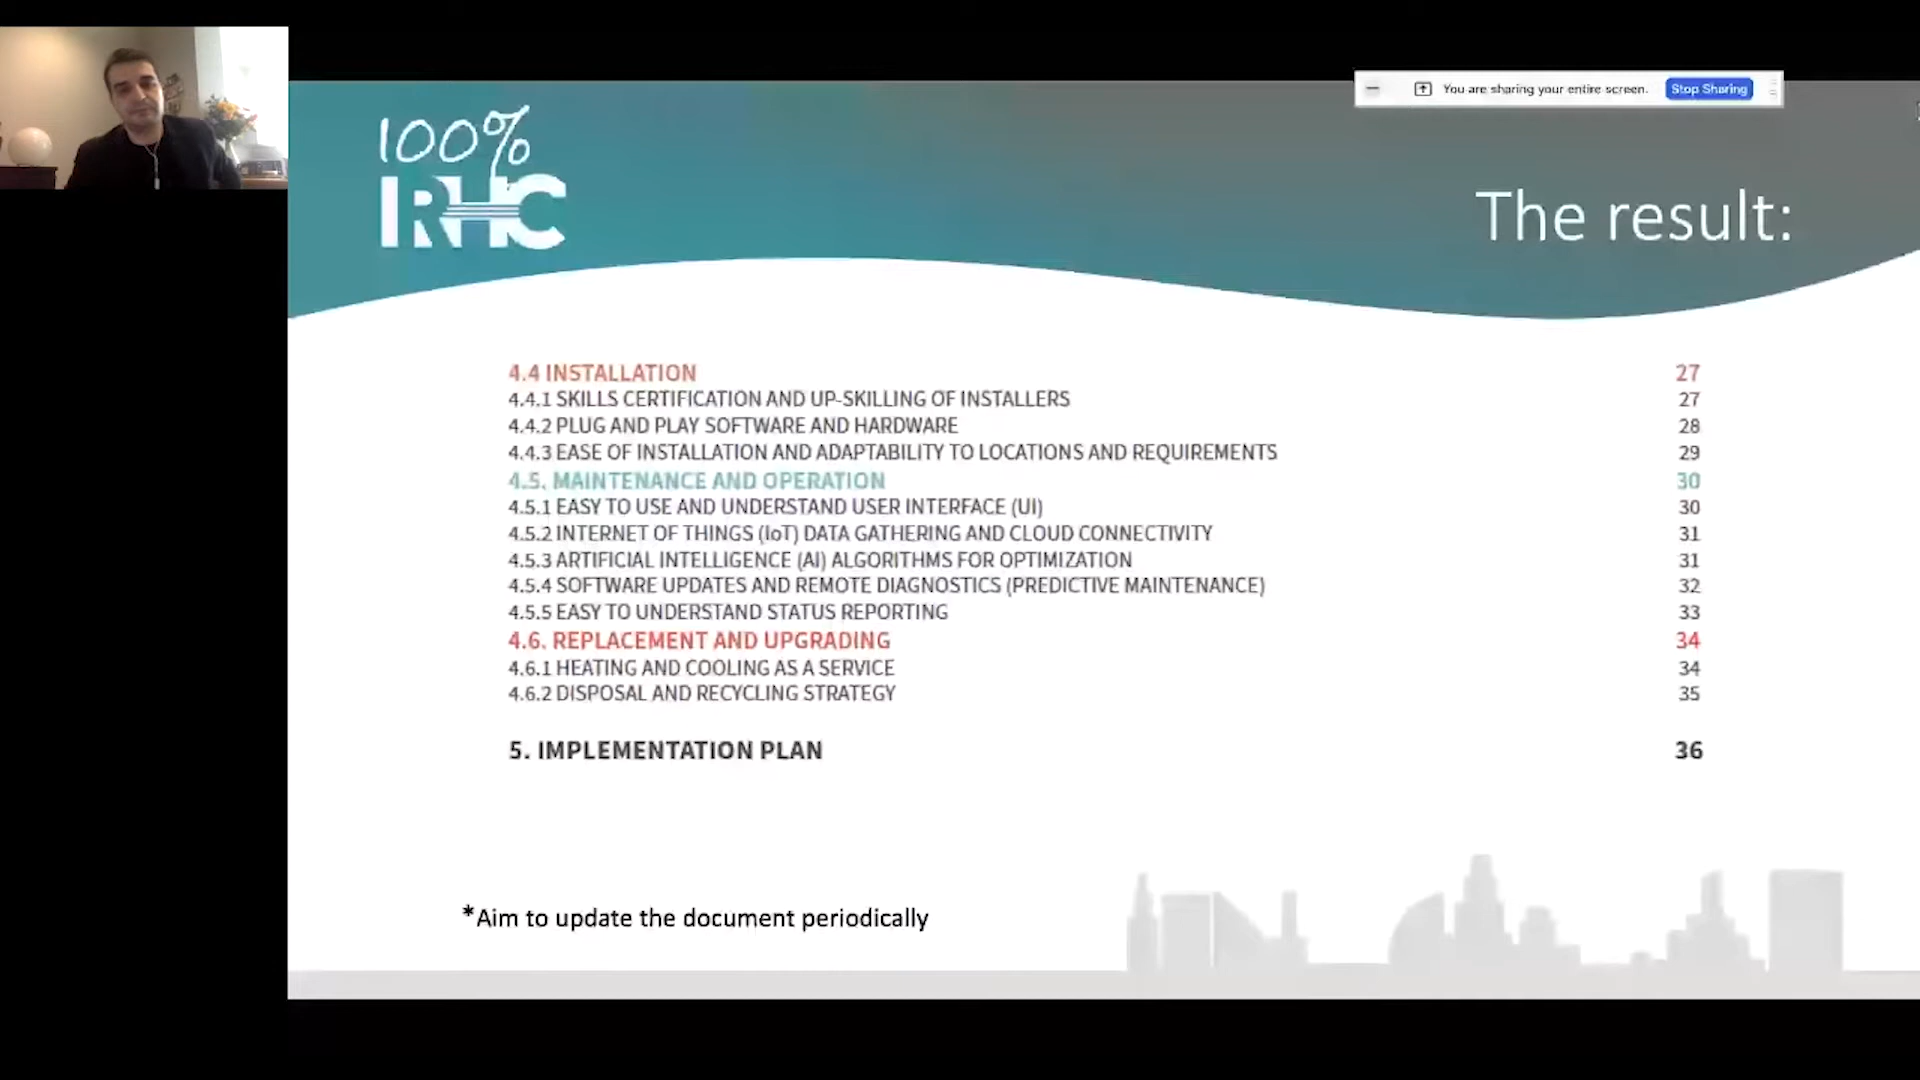 You are sharing your entire screen. Stop Sharing
100%
RHC
The result:
4.4 INSTALLATION 27
4.4.1 SKILLS CERTIFICATION AND UP-SKILLING OF INSTALLERS 27
4.4.2 PLUG AND PLAY SOFTWARE AND HARDWARE 28
4.4.3 EASE OF INSTALLATION AND ADAPTABILITY TO LOCATIONS AND REQUIREMENTS 29
4.5. MAINTENANCE AND OPERATION 30
4.5.1 EASY TO USE AND UNDERSTAND USER INTERFACE (UI) 30
4.5.2 INTERNET OF THINGS (IoT) DATA GATHERING AND CLOUD CONNECTIVITY 31
4.5.3 ARTIFICIAL INTELLIGENCE (AI) ALGORITHMS FOR OPTIMIZATION 31
4.5.4 SOFTWARE UPDATES AND REMOTE DIAGNOSTICS (PREDICTIVE MAINTENANCE) 32
4.5.5 EASY TO UNDERSTAND STATUS REPORTING 33
4.6. REPLACEMENT AND UPGRADING 34
4.6.1 HEATING AND COOLING AS A SERVICE 34
4.6.2 DISPOSAL AND RECYCLING STRATEGY 35
5. IMPLEMENTATION PLAN 36
*Aim to update the document periodically